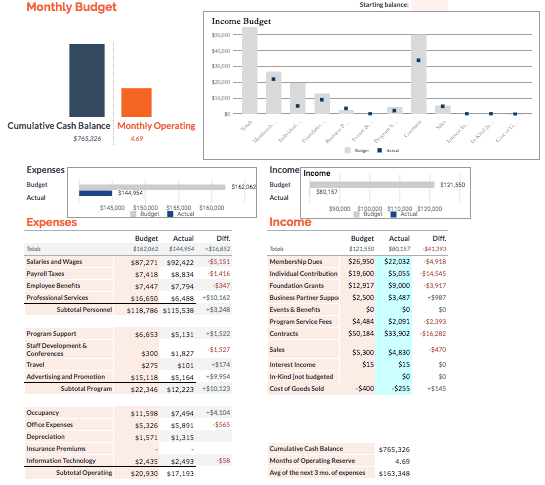 Monthly Budget
Starting balance:
Income Budget
$50,000
$40,000
$30,000
$20,000
$10,000
$0
Totals
Contracts
Sales
Budget Actual
Cumulative Cash Balance
$765,326
Monthly Operating
4.69
Expenses
Budget
Actual
$162,062
$144,954
$145,000 $150,000 $155,000 $160,000
Budget Actual
Income
Income
Budget
Actual
$121,550
$80,157
$90,000 $100,000 $110,000 $120,000
Budget Actual
Expenses
Budget Actual Diff.
Totals $162,062 $144,954 +$16,852
Salaries and Wages $87,271 $92,422 -$5,151
Payroll Taxes $7,418 $8,834 -$1,416
Employee Benefits $7,447 $7,794 -$347
Professional Services $16,650 $6,488 +$10,162
Subtotal Personnel $118,786 $115,538 +$3,248
Program Support $6,653 $5,131 +$1,522
Staff Development & Conferences $300 $1,827 -$1,527
Travel $275 $101 +$174
Advertising and Promotion $15,118 $5,164 +$9,954
Subtotal Program $22,346 $12,223 +$10,123
Occupancy $11,598 $7,494 +$4,104
Office Expenses $5,326 $5,891 -$565
Depreciation $1,571 $1,315
Insurance Premiums - -
Information Technology $2,435 $2,493 -$58
Subtotal Operating $20,930 $17,193
Income
Budget Actual Diff.
Totals $121,550 $80,157 -$41,393
Membership Dues $26,950 $22,032 -$4,918
Individual Contribution $19,600 $5,055 -$14,545
Foundation Grants $12,917 $9,000 -$3,917
Business Partner Suppor $2,500 $3,487 +$987
Events & Benefits $0 $0 $0
Program Service Fees $4,484 $2,091 -$2,393
Contracts $50,184 $33,902 -$16,282
Sales $5,300 $4,830 -$470
Interest Income $15 $15 $0
In-Kind [not budgeted $0 $0
Cost of Goods Sold -$400 -$255 +$145
Cumulative Cash Balance $765,326
Months of Operating Reserve 4.69
Avg of the next 3 mo. of expenses $163,348